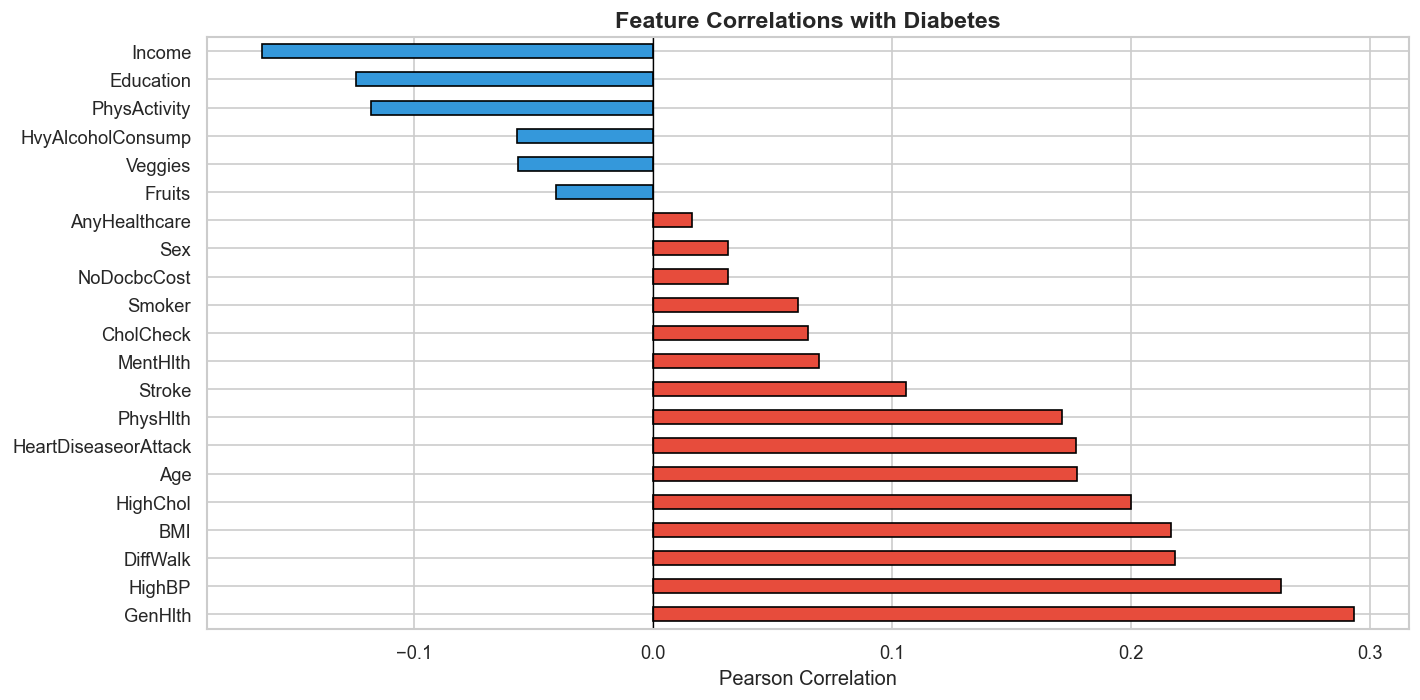 Feature Correlations with Diabetes
Income
Education
PhysActivity
HvyAlcoholConsump
Veggies
Fruits
AnyHealthcare
Sex
NoDocbcCost
Smoker
CholCheck
MentHlth
Stroke
PhysHlth
HeartDiseaseorAttack
Age
HighChol
BMI
DiffWalk
HighBP
GenHlth
−0.1 0.0 0.1 0.2 0.3
Pearson Correlation